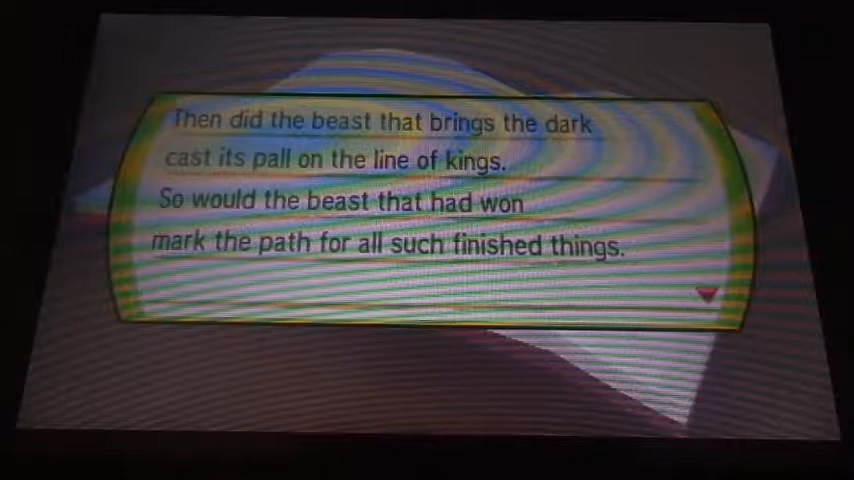 Then did the beast that brings the dark
cast its pall on the line of kings.
So would the beast that had won
mark the path for all such finished things.